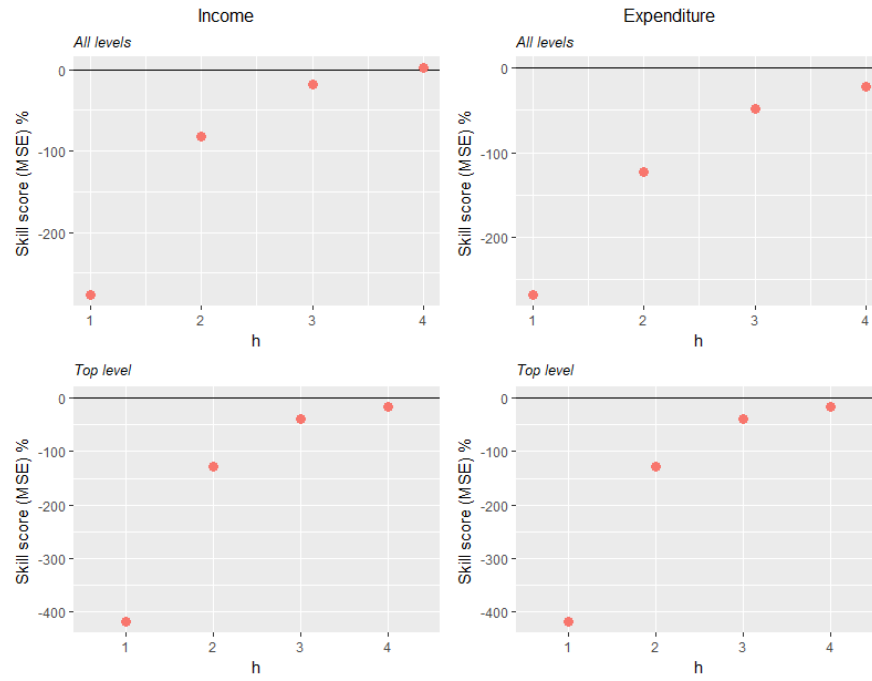 Income
Expenditure
All levels
All levels
Skill score (MSE) %
0
-100
-200
1 2 3 4
h
Skill score (MSE) %
0
-100
-200
1 2 3 4
h
Top level
Top level
Skill score (MSE) %
0
-100
-200
-300
-400
1 2 3 4
h
Skill score (MSE) %
0
-100
-200
-300
-400
1 2 3 4
h